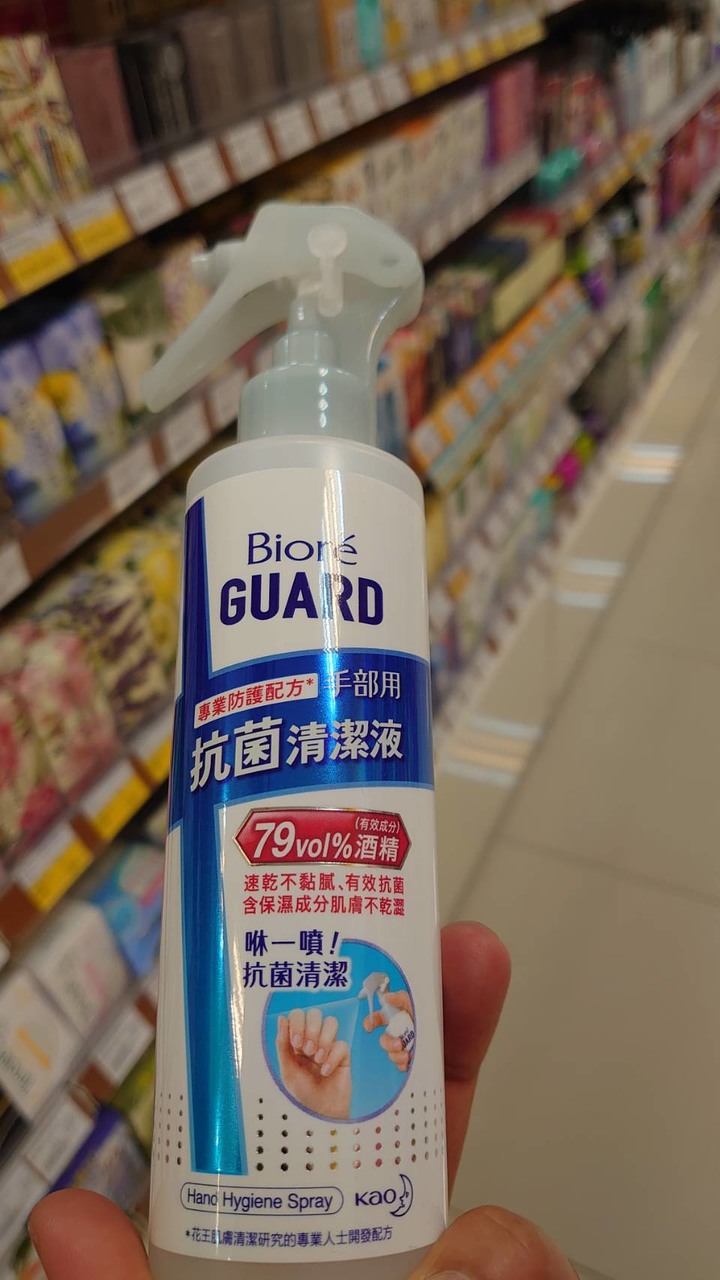 Bioré
GUARD
專業防護配方* 手部用
抗菌清潔液
79vol%酒精
(有效成分)
速乾不黏膩、有效抗菌
含保濕成分肌膚不乾澀
咻一噴!
抗菌清潔
Bioré
GUARD
Hand Hygiene Spray
Kao
*花王肌膚清潔研究的專業人士開發配方